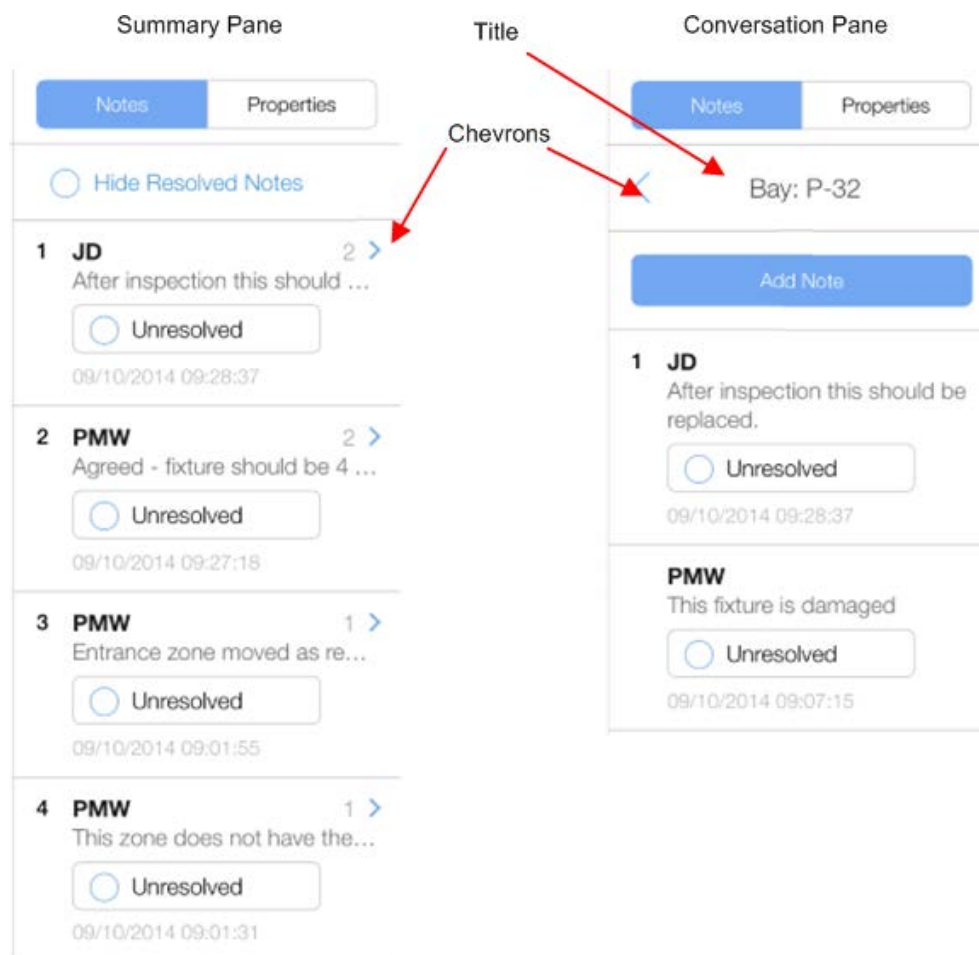 Summary Pane
Title
Conversation Pane
Chevrons
Notes Properties
Hide Resolved Notes
1 JD 2
After inspection this should ...
Unresolved
09/10/2014 09:28:37
2 PMW 2
Agreed - fixture should be 4 ...
Unresolved
09/10/2014 09:27:18
3 PMW 1
Entrance zone moved as re...
Unresolved
09/10/2014 09:01:55
4 PMW 1
This zone does not have the...
Unresolved
09/10/2014 09:01:31
Notes Properties
Bay: P-32
Add Note
1 JD
After inspection this should be
replaced.
Unresolved
09/10/2014 09:28:37
PMW
This fixture is damaged
Unresolved
09/10/2014 09:07:15